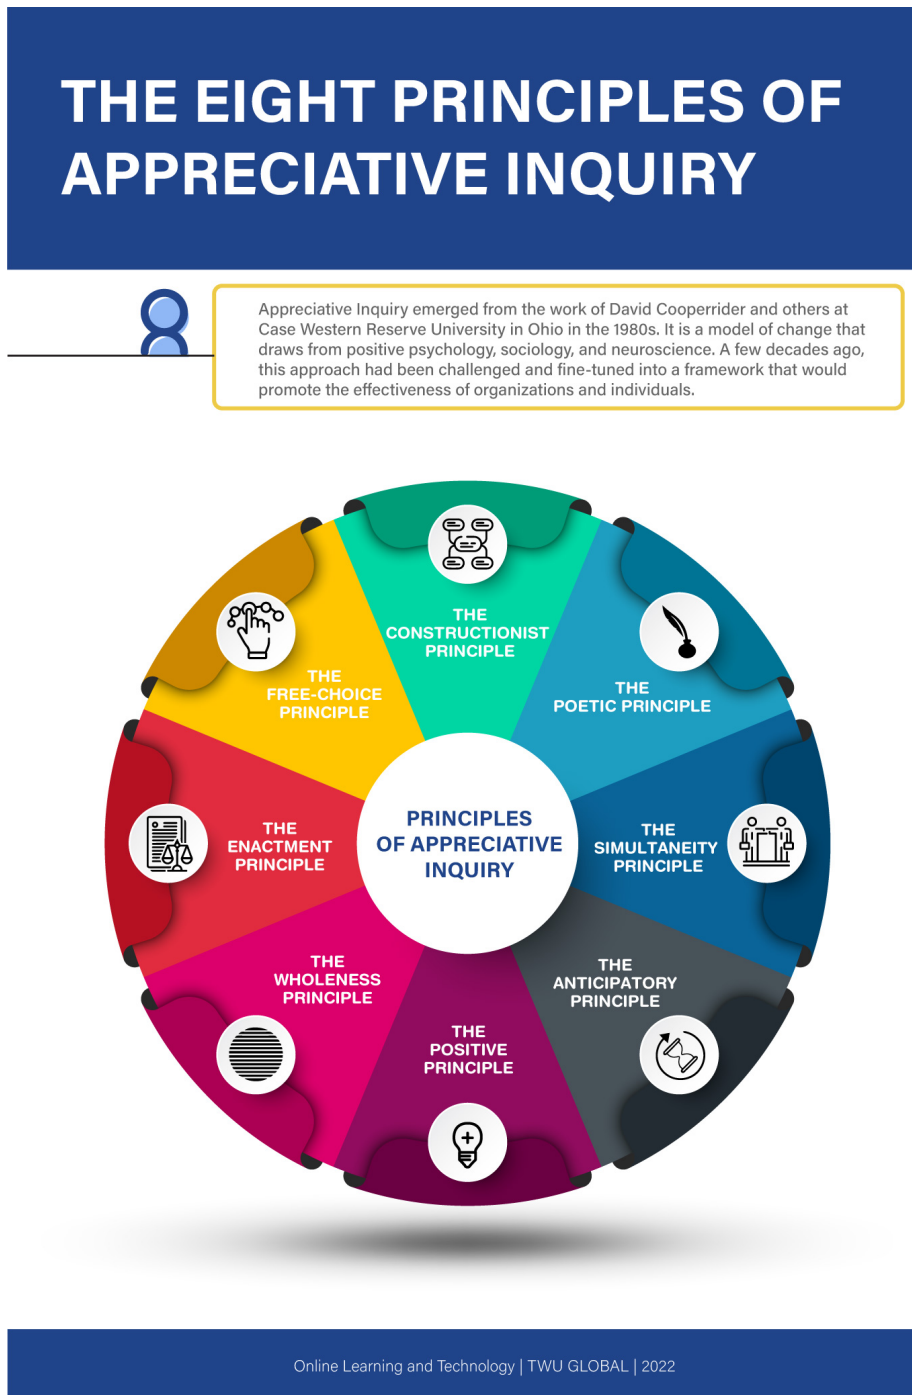 THE EIGHT PRINCIPLES OF
APPRECIATIVE INQUIRY
Appreciative Inquiry emerged from the work of David Cooperrider and others at
Case Western Reserve University in Ohio in the 1980s. It is a model of change that
draws from positive psychology, sociology, and neuroscience. A few decades ago,
this approach had been challenged and fine-tuned into a framework that would
promote the effectiveness of organizations and individuals.
THE
CONSTRUCTIONIST
PRINCIPLE
THE
POETIC PRINCIPLE
THE
SIMULTANEITY
PRINCIPLE
THE
ANTICIPATORY
PRINCIPLE
THE
POSITIVE
PRINCIPLE
THE
WHOLENESS
PRINCIPLE
THE
ENACTMENT
PRINCIPLE
THE
FREE-CHOICE
PRINCIPLE
PRINCIPLES
OF APPRECIATIVE
INQUIRY
Online Learning and Technology | TWU GLOBAL | 2022